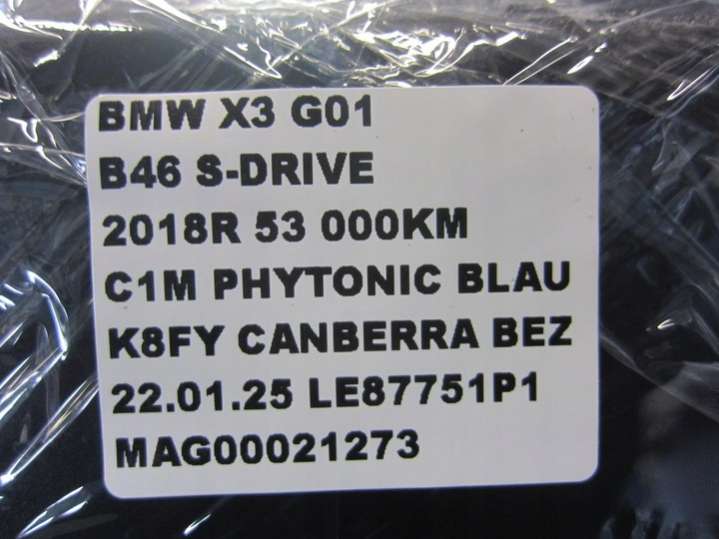 BMW X3 G01
B46 S-DRIVE
2018R 53 000KM
C1M PHYTONIC BLAU
K8FY CANBERRA BEZ
22.01.25 LE87751P1
MAG00021273